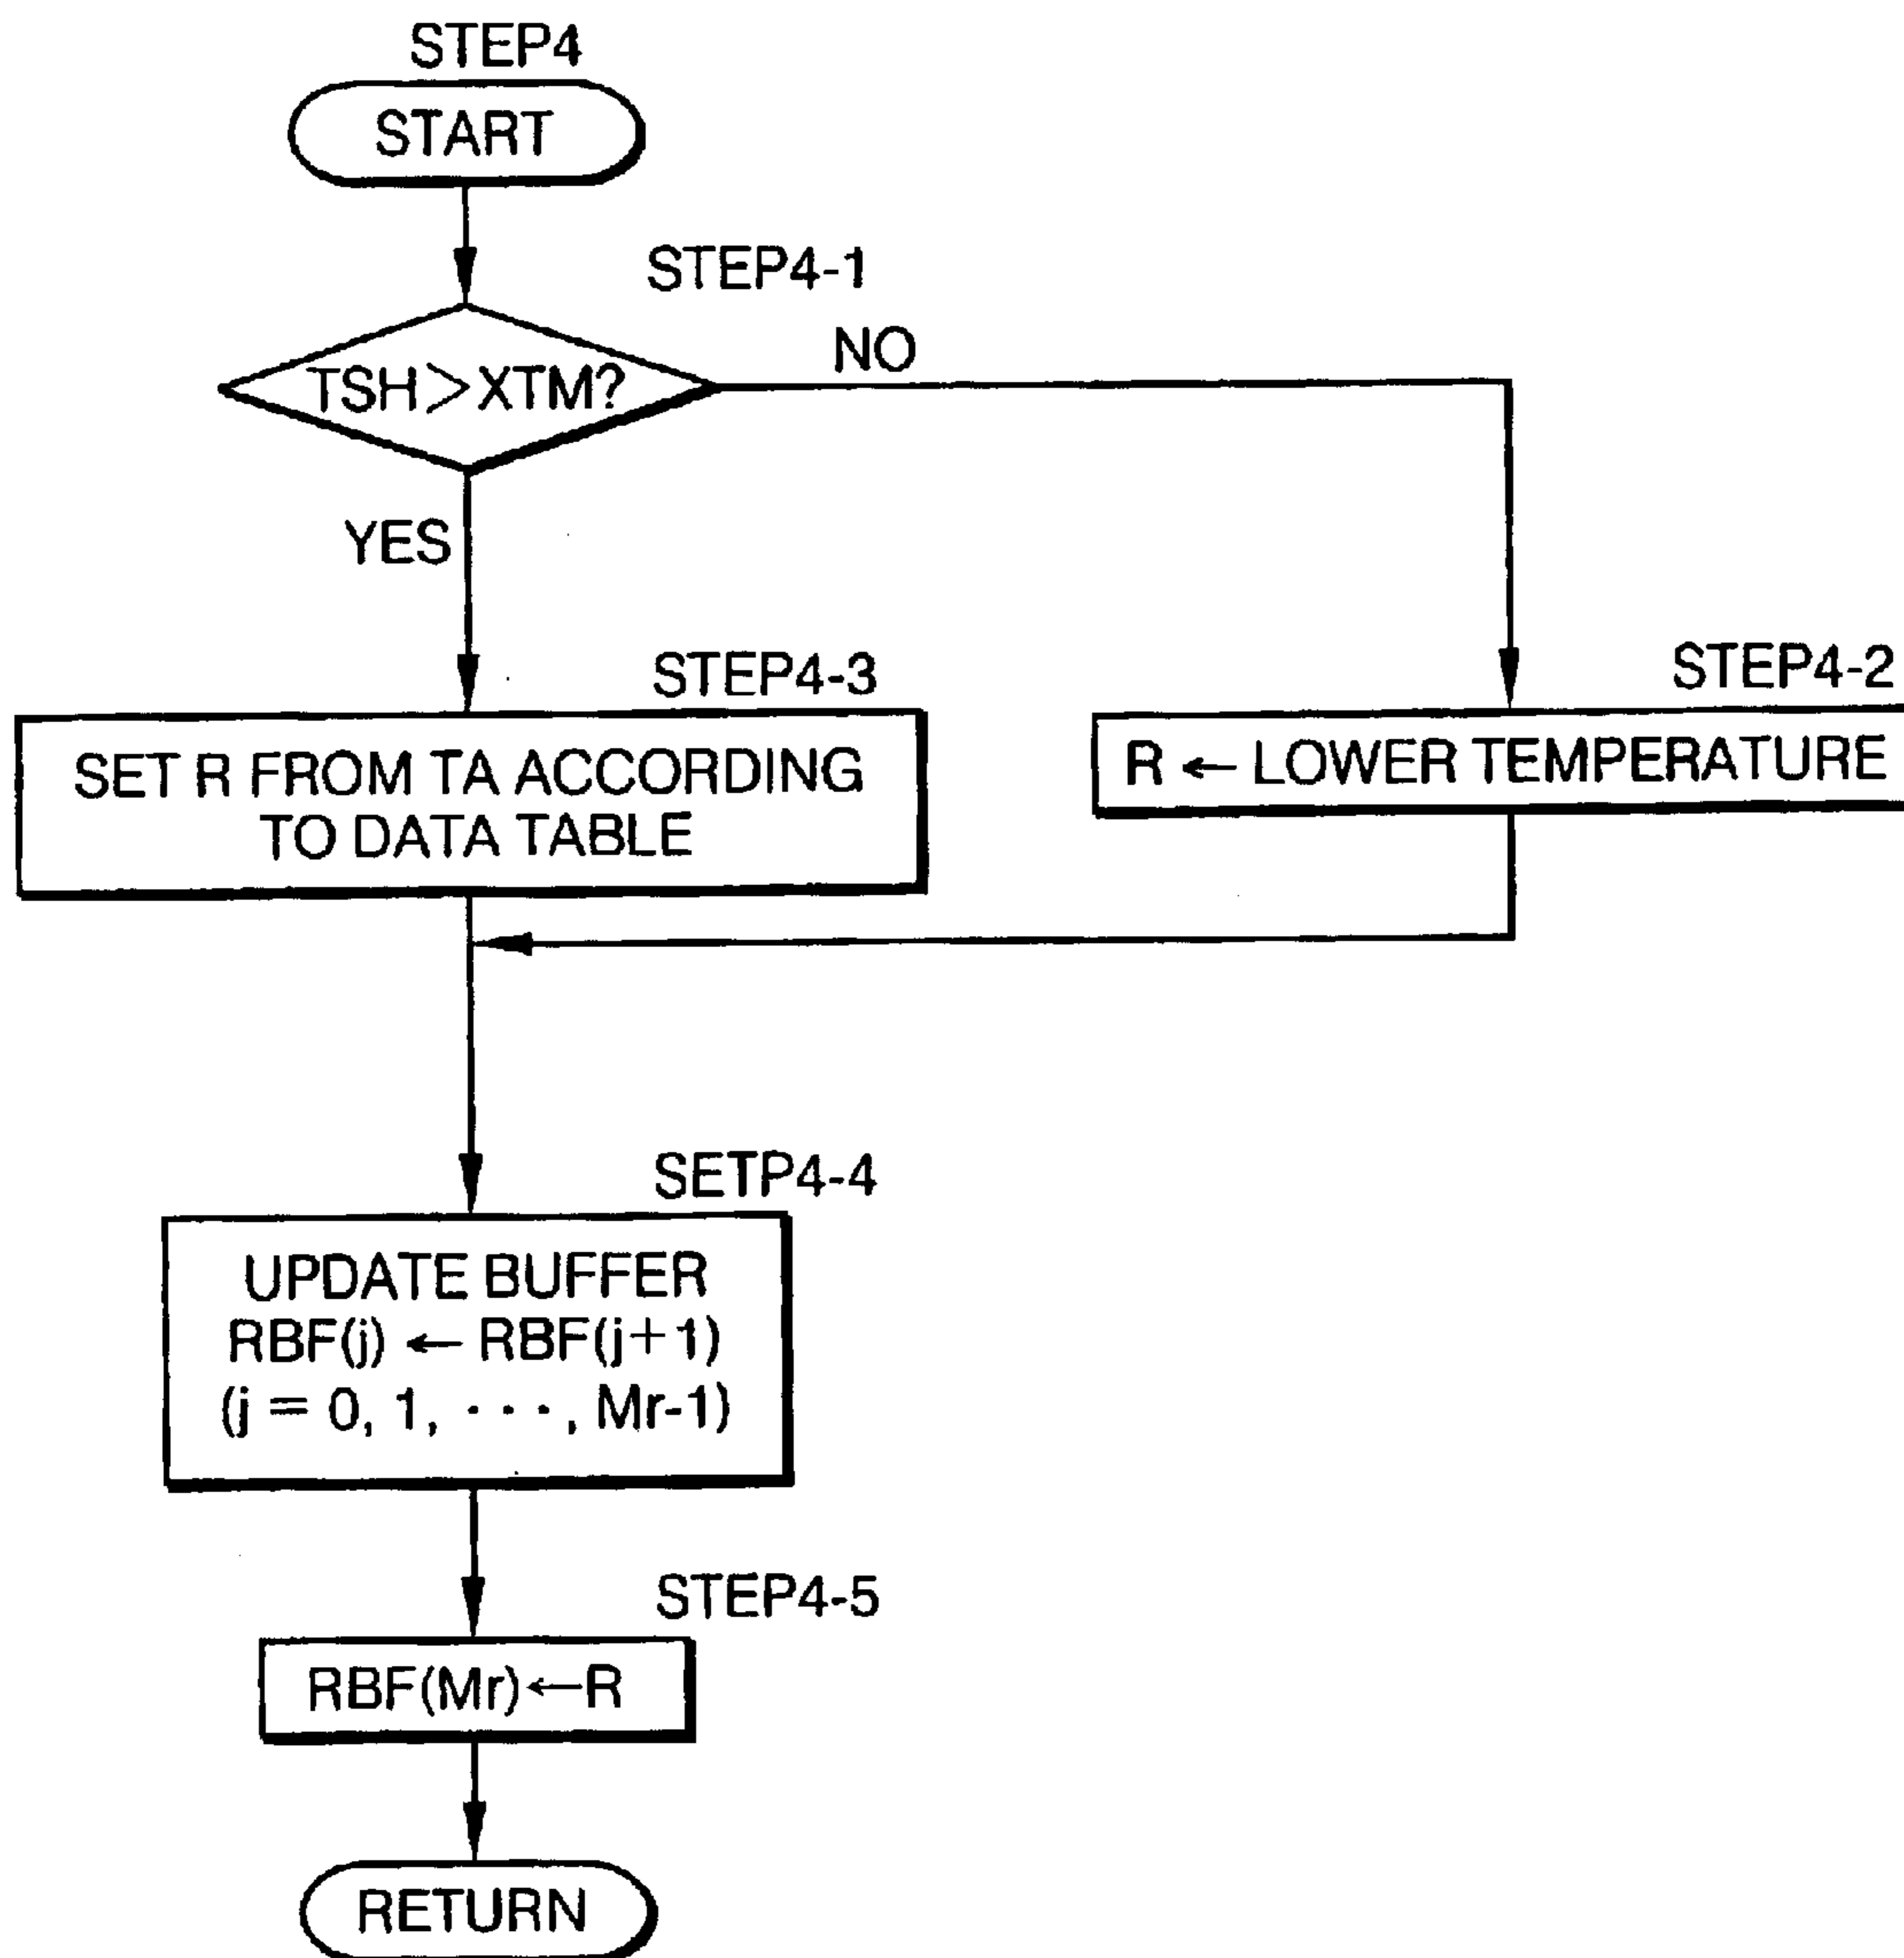 STEP4
START
STEP4-1
TSH>XTM?
NO
YES
STEP4-3
SET R FROM TA ACCORDING
TO DATA TABLE
STEP4-2
R ← LOWER TEMPERATURE
SETP4-4
UPDATE BUFFER
RBF(j) ← RBF(j+1)
(j = 0, 1, · · ·, Mr-1)
STEP4-5
RBF(Mr)←R
RETURN